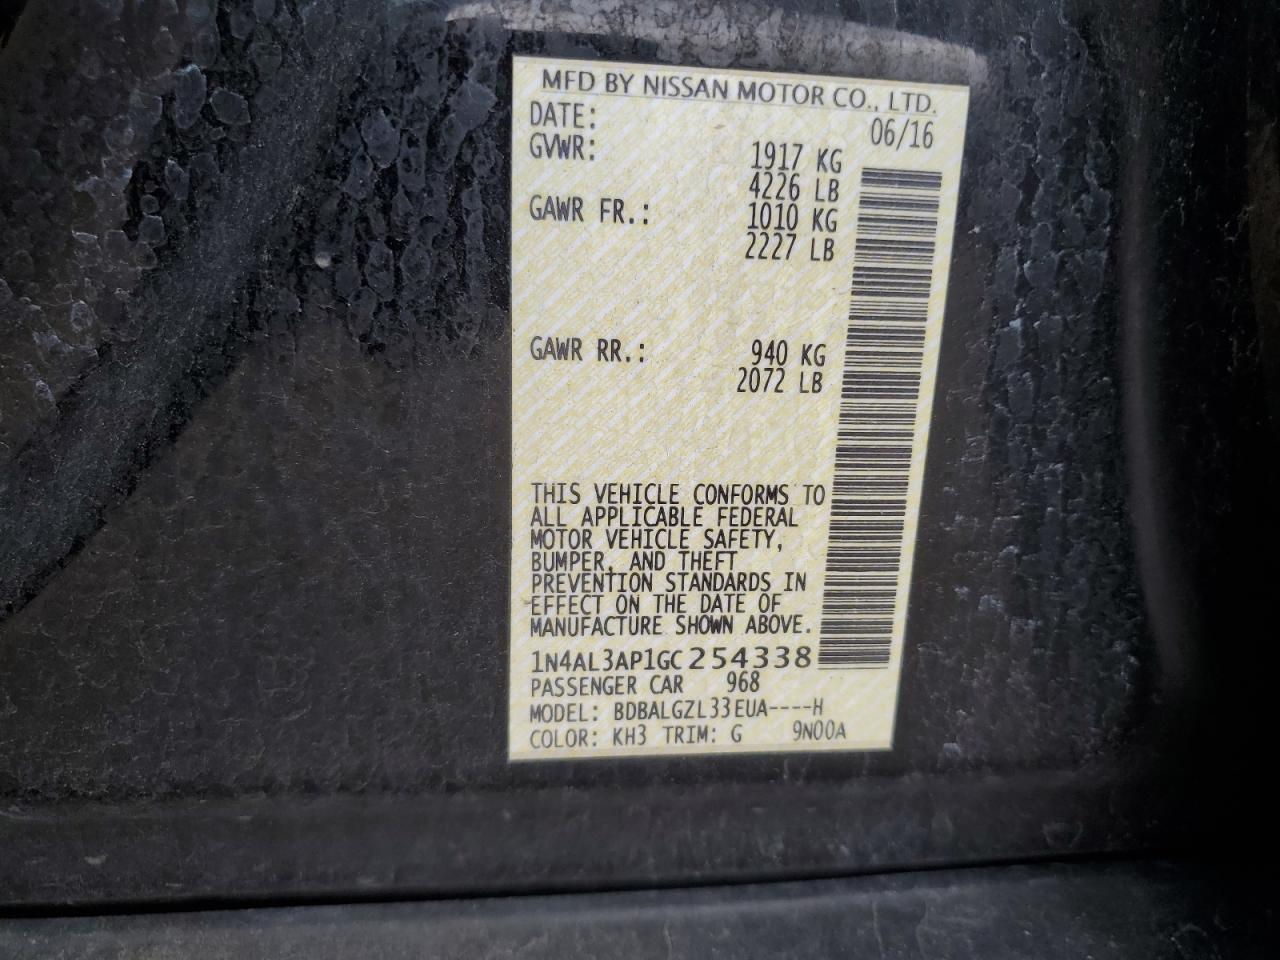 MFD BY NISSAN MOTOR CO., LTD.
DATE: 06/16
GVWR: 1917 KG
4226 LB
GAWR FR.: 1010 KG
2227 LB
GAWR RR.: 940 KG
2072 LB
THIS VEHICLE CONFORMS TO
ALL APPLICABLE FEDERAL
MOTOR VEHICLE SAFETY,
BUMPER, AND THEFT
PREVENTION STANDARDS IN
EFFECT ON THE DATE OF
MANUFACTURE SHOWN ABOVE.
1N4AL3AP1GC254338
PASSENGER CAR 968
MODEL: BDBALGZL33EUA----H
COLOR: KH3 TRIM: G 9N00A